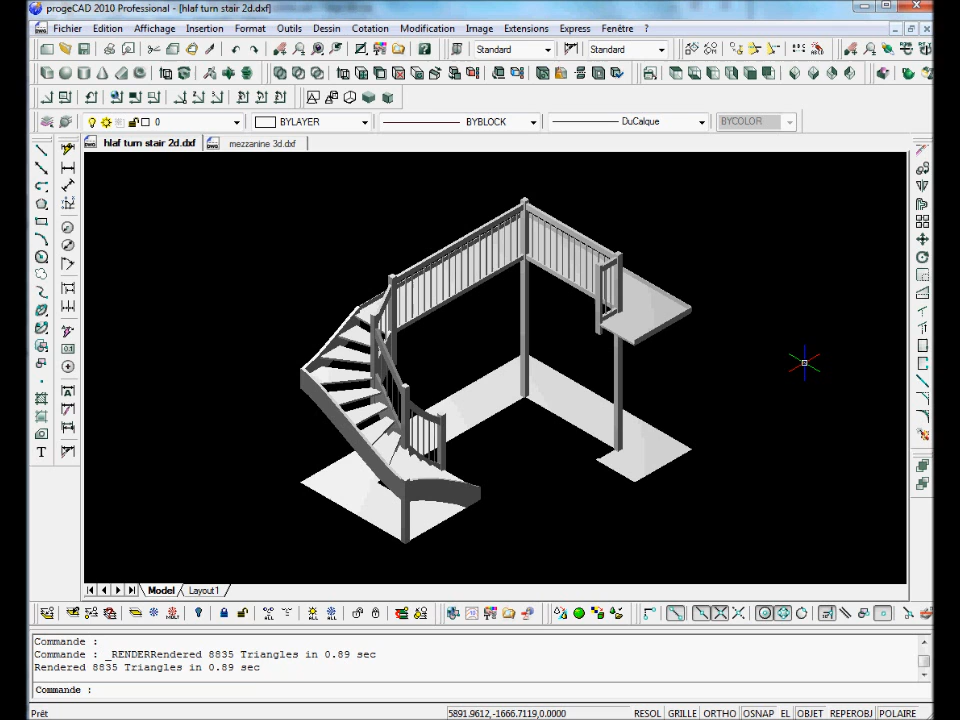 progeCAD 2010 Professional - [hlaf turn stair 2d.dxf]
Fichier Edition Affichage Insertion Format Outils Dessin Cotation Modification Image Extensions Express Fenêtre ?
Standard Standard
0 BYLAYER BYBLOCK DuCalque BYCOLOR
hlaf turn stair 2d.dxf mezzanine 3d.dxf
T
Model Layout1
Commande :
Commande : _RENDERRendered 8835 Triangles in 0.89 sec
Rendered 8835 Triangles in 0.89 sec
Commande :
Prêt 5891.9612,-1666.7119,0.0000 RESOL GRILLE ORTHO OSNAP EL OBJET REPEROBJ POLAIRE